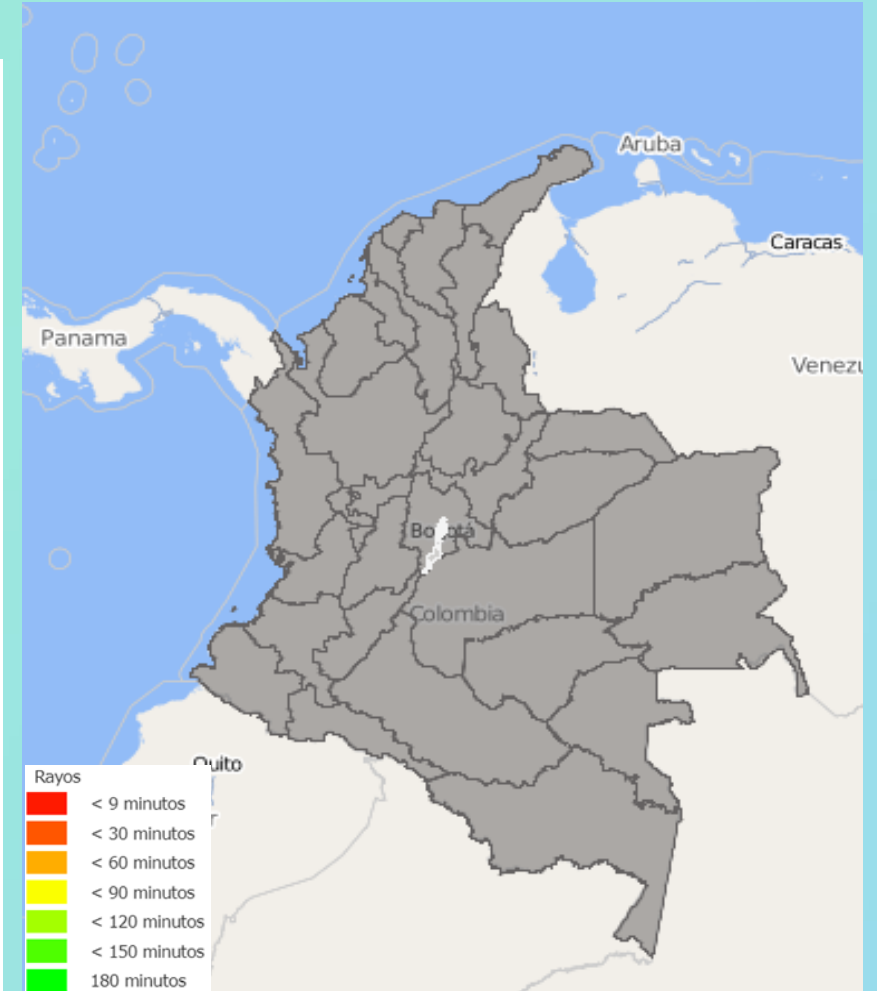 Aruba
Caracas
Panama
Venezu
Bogotá
Colombia
Quito
Rayos
< 9 minutos
< 30 minutos
r
< 60 minutos
< 90 minutos
< 120 minutos
< 150 minutos
180 minutos